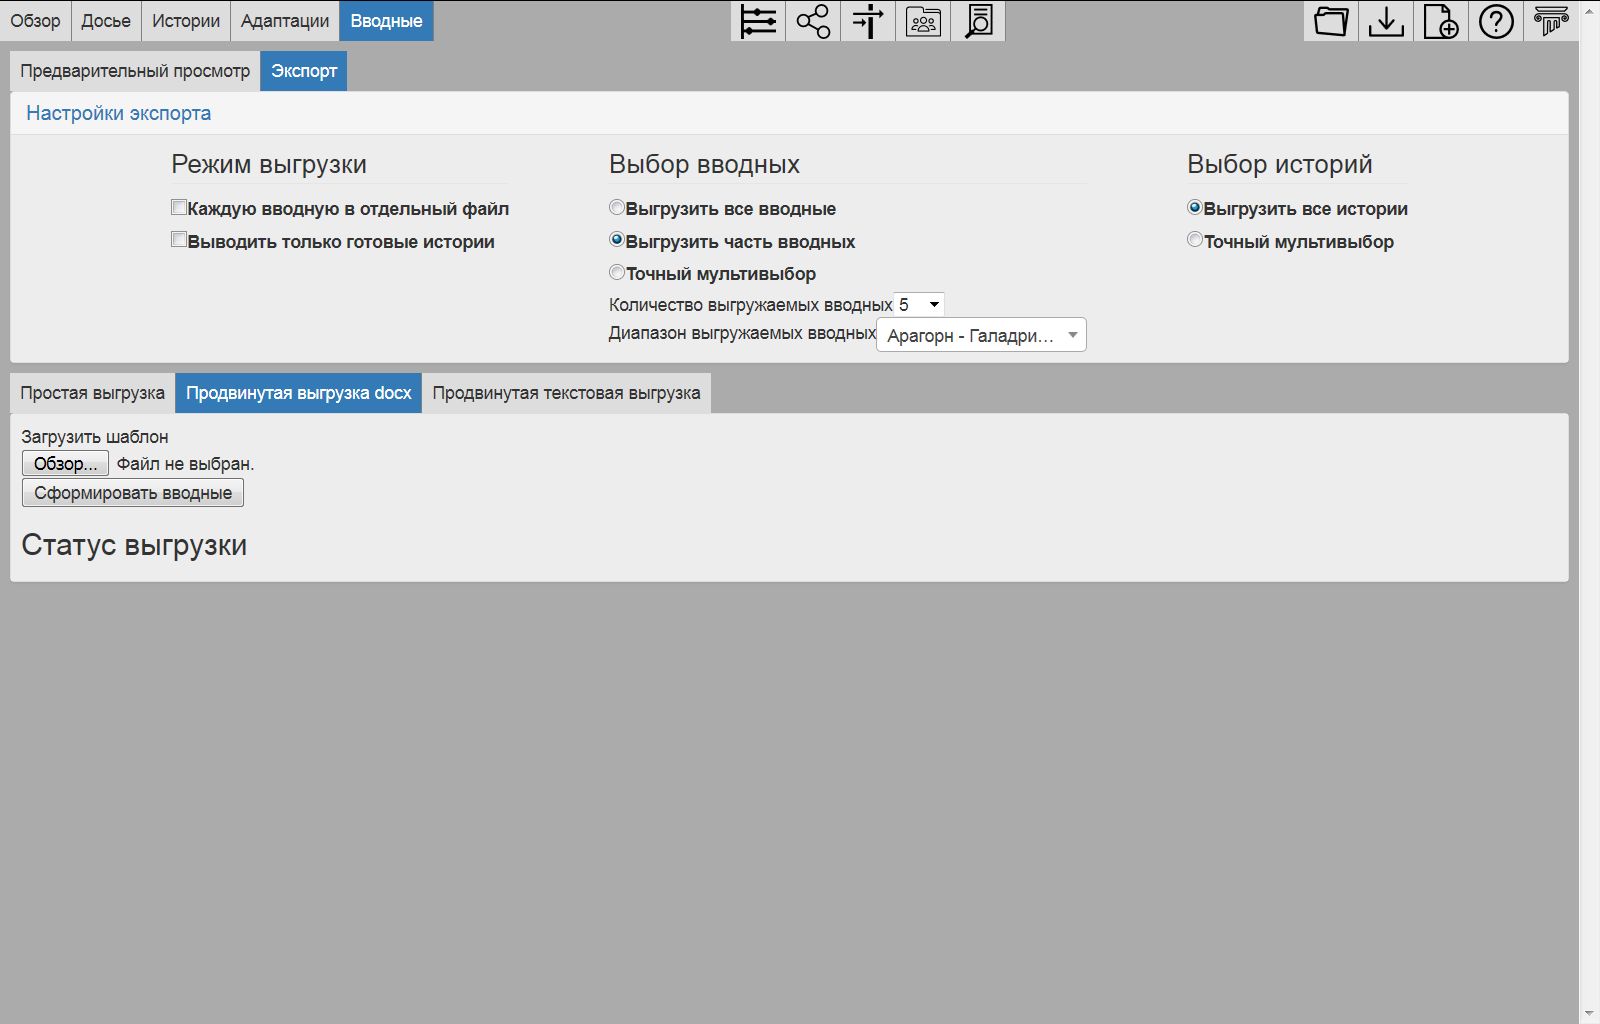 Обзор Досье Истории Адаптации Вводные
Предварительный просмотр Экспорт
Настройки экспорта
Режим выгрузки
Каждую вводную в отдельный файл
Выводить только готовые истории
Выбор вводных
Выгрузить все вводные
Выгрузить часть вводных
Точный мультивыбор
Количество выгружаемых вводных 5
Диапазон выгружаемых вводных Арагорн - Галадри...
Выбор историй
Выгрузить все истории
Точный мультивыбор
Простая выгрузка Продвинутая выгрузка docx Продвинутая текстовая выгрузка
Загрузить шаблон
Обзор... Файл не выбран.
Сформировать вводные
Статус выгрузки